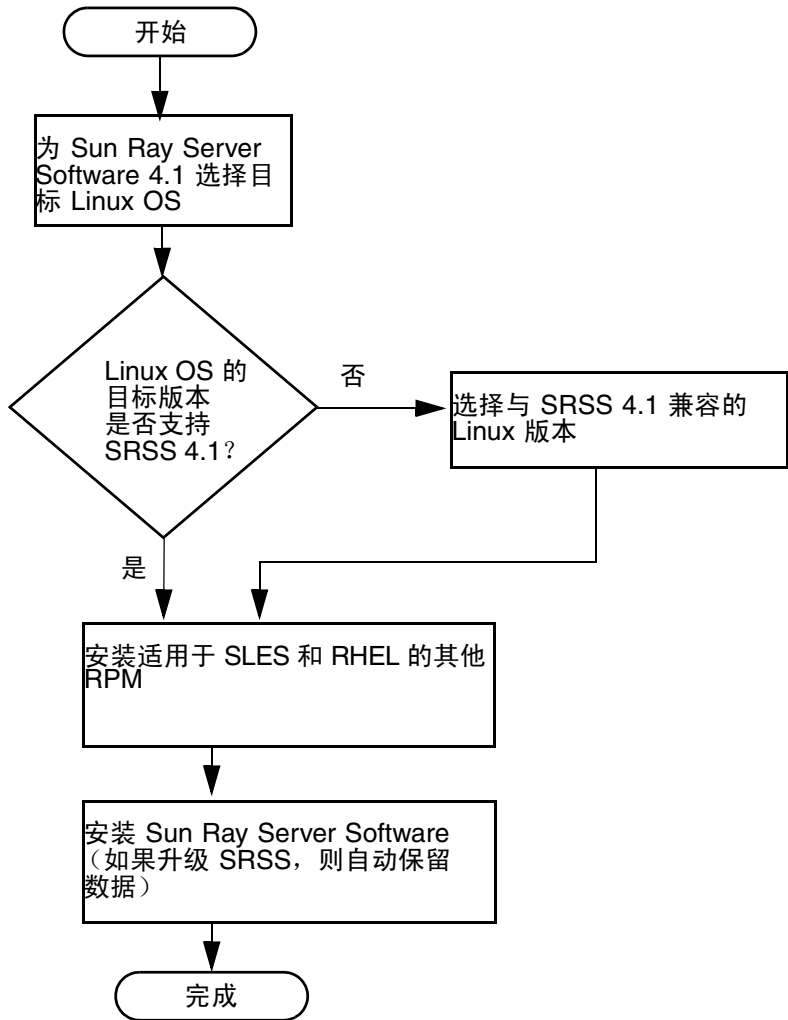 开始
为 Sun Ray Server
Software 4.1 选择目
标 Linux OS
Linux OS 的
目标版本
是否支持
SRSS 4.1？
否
选择与 SRSS 4.1 兼容的
Linux 版本
是
安装适用于 SLES 和 RHEL 的其他
RPM
安装 Sun Ray Server Software
（如果升级 SRSS，则自动保留
数据）
完成